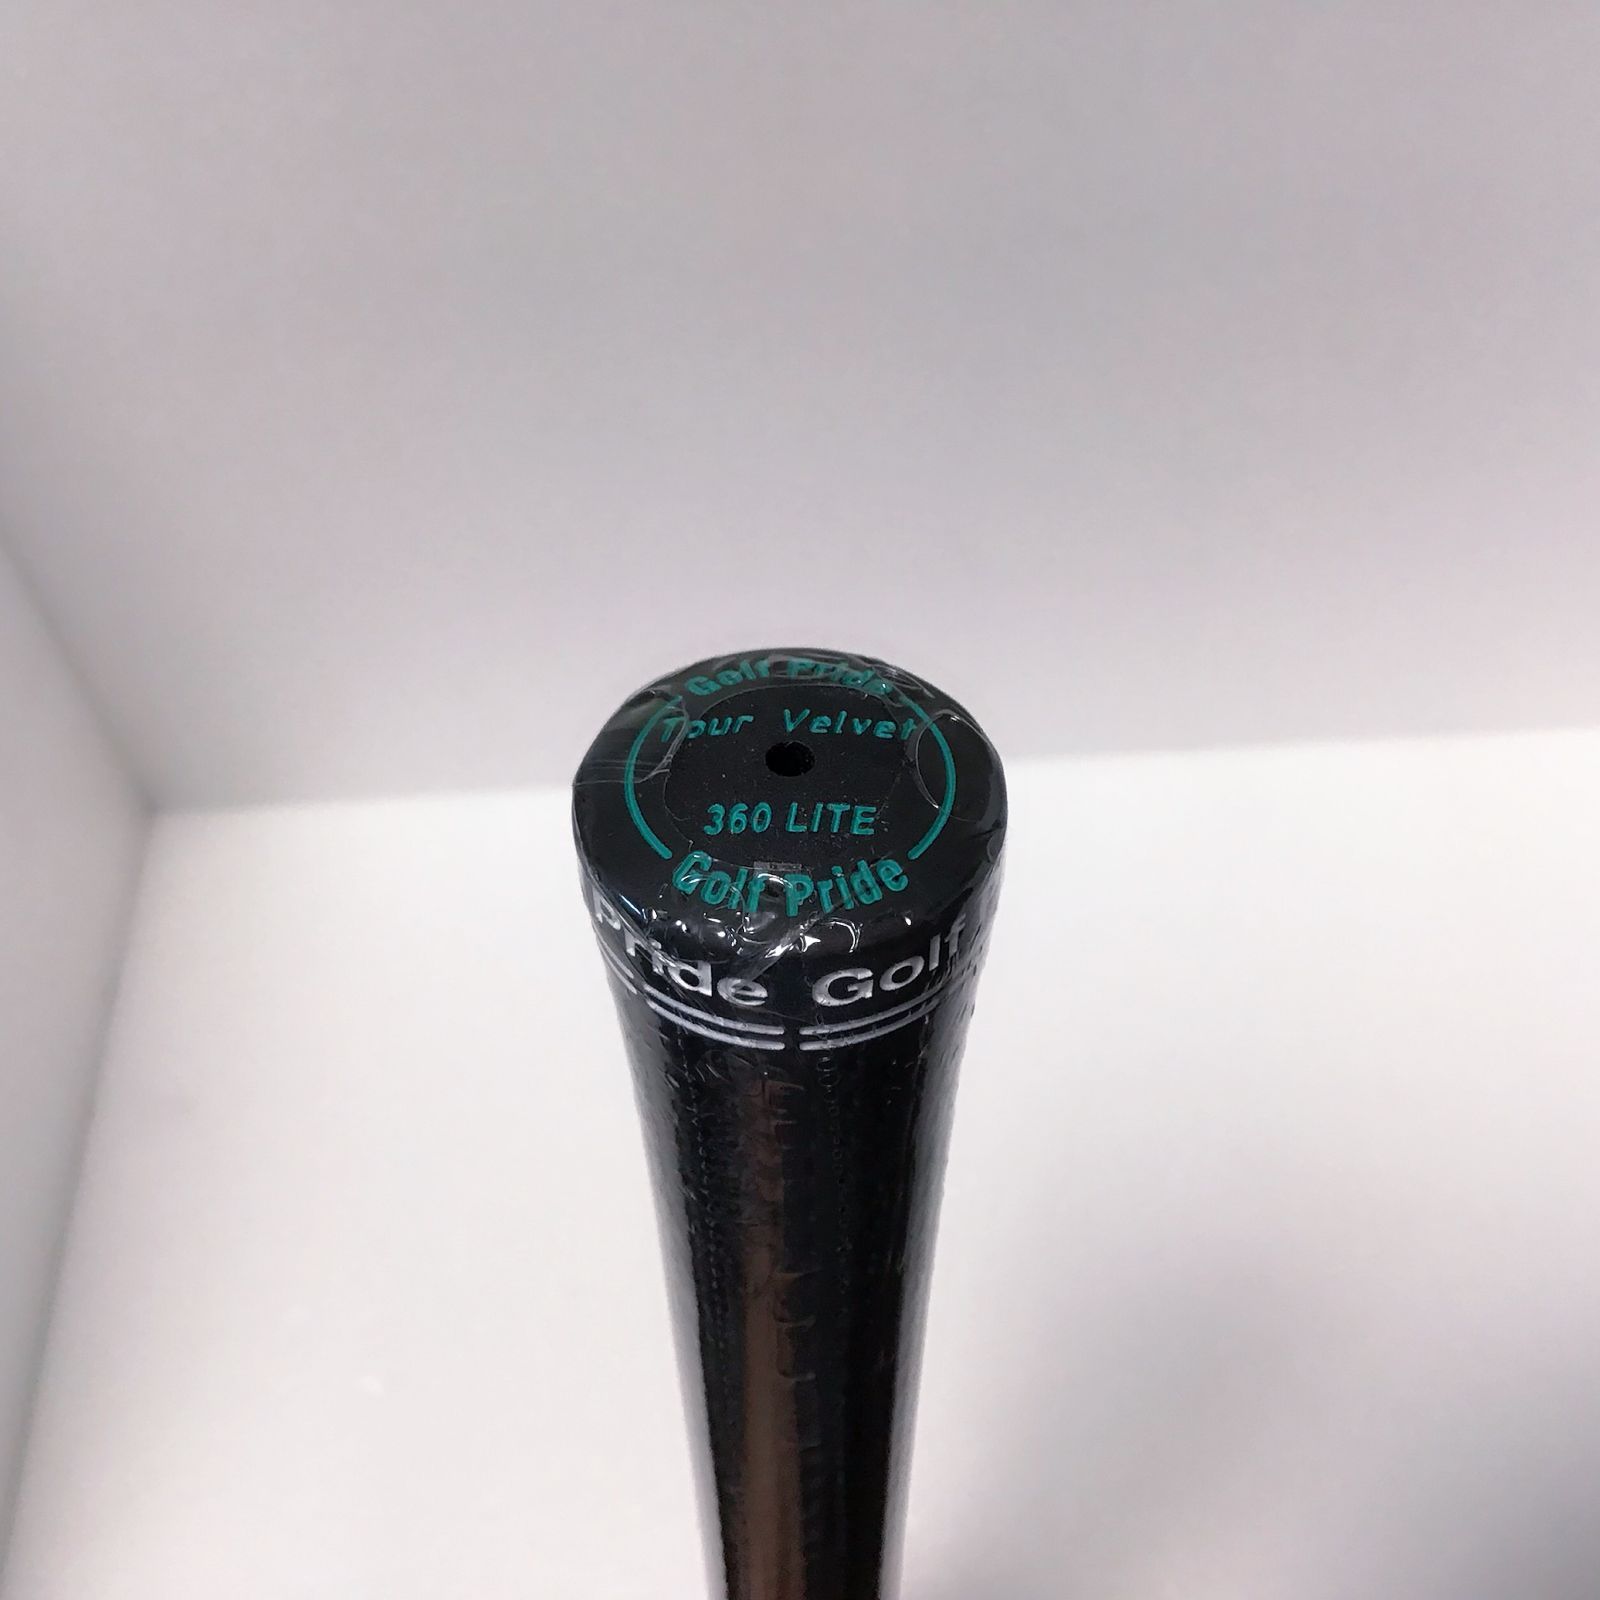 Golf Pride
Tour Velvet
360 LITE
Golf Pride
Pride Golf